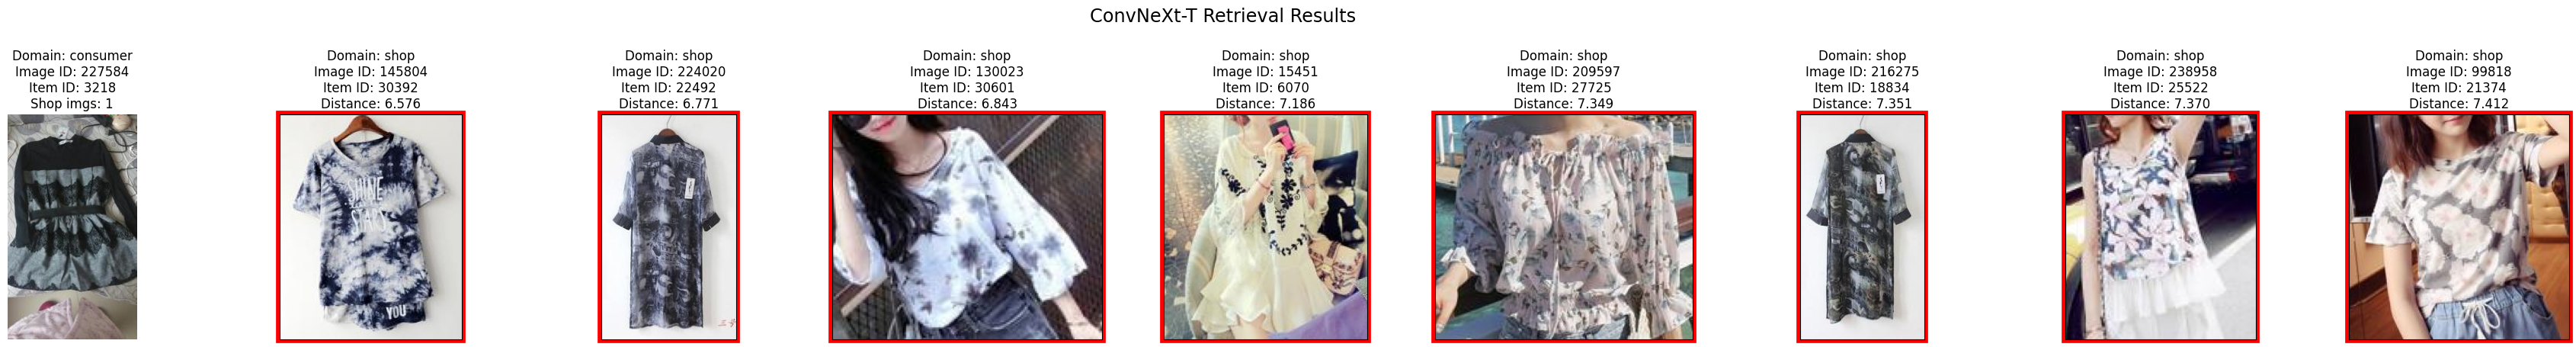 ConvNeXt-T Retrieval Results
Domain: consumer
Image ID: 227584
Item ID: 3218
Shop imgs: 1
Domain: shop
Image ID: 145804
Item ID: 30392
Distance: 6.576
SHINE
STARS
YOU
Domain: shop
Image ID: 224020
Item ID: 22492
Distance: 6.771
Domain: shop
Image ID: 130023
Item ID: 30601
Distance: 6.843
Domain: shop
Image ID: 15451
Item ID: 6070
Distance: 7.186
Domain: shop
Image ID: 209597
Item ID: 27725
Distance: 7.349
Domain: shop
Image ID: 216275
Item ID: 18834
Distance: 7.351
Domain: shop
Image ID: 238958
Item ID: 25522
Distance: 7.370
Domain: shop
Image ID: 99818
Item ID: 21374
Distance: 7.412